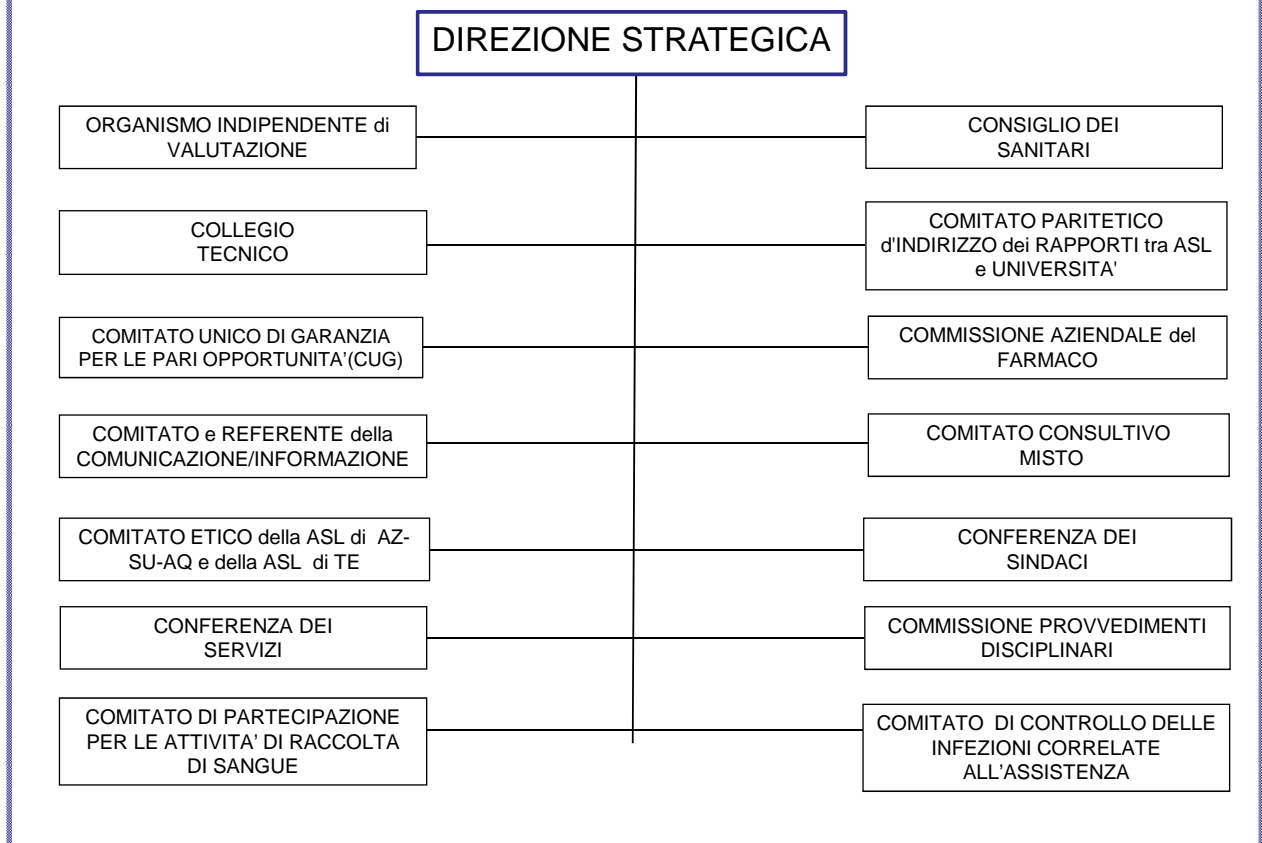 DIREZIONE STRATEGICA
ORGANISMO INDIPENDENTE di
VALUTAZIONE
CONSIGLIO DEI
SANITARI
COLLEGIO
TECNICO
COMITATO PARITETICO
d'INDIRIZZO dei RAPPORTI tra ASL
e UNIVERSITA'
COMITATO UNICO DI GARANZIA
PER LE PARI OPPORTUNITA’(CUG)
COMMISSIONE AZIENDALE del
FARMACO
COMITATO e REFERENTE della
COMUNICAZIONE/INFORMAZIONE
COMITATO CONSULTIVO
MISTO
COMITATO ETICO della ASL di AZ-
SU-AQ e della ASL di TE
CONFERENZA DEI
SINDACI
CONFERENZA DEI
SERVIZI
COMMISSIONE PROVVEDIMENTI
DISCIPLINARI
COMITATO DI PARTECIPAZIONE
PER LE ATTIVITA’ DI RACCOLTA
DI SANGUE
COMITATO DI CONTROLLO DELLE
INFEZIONI CORRELATE
ALL’ASSISTENZA